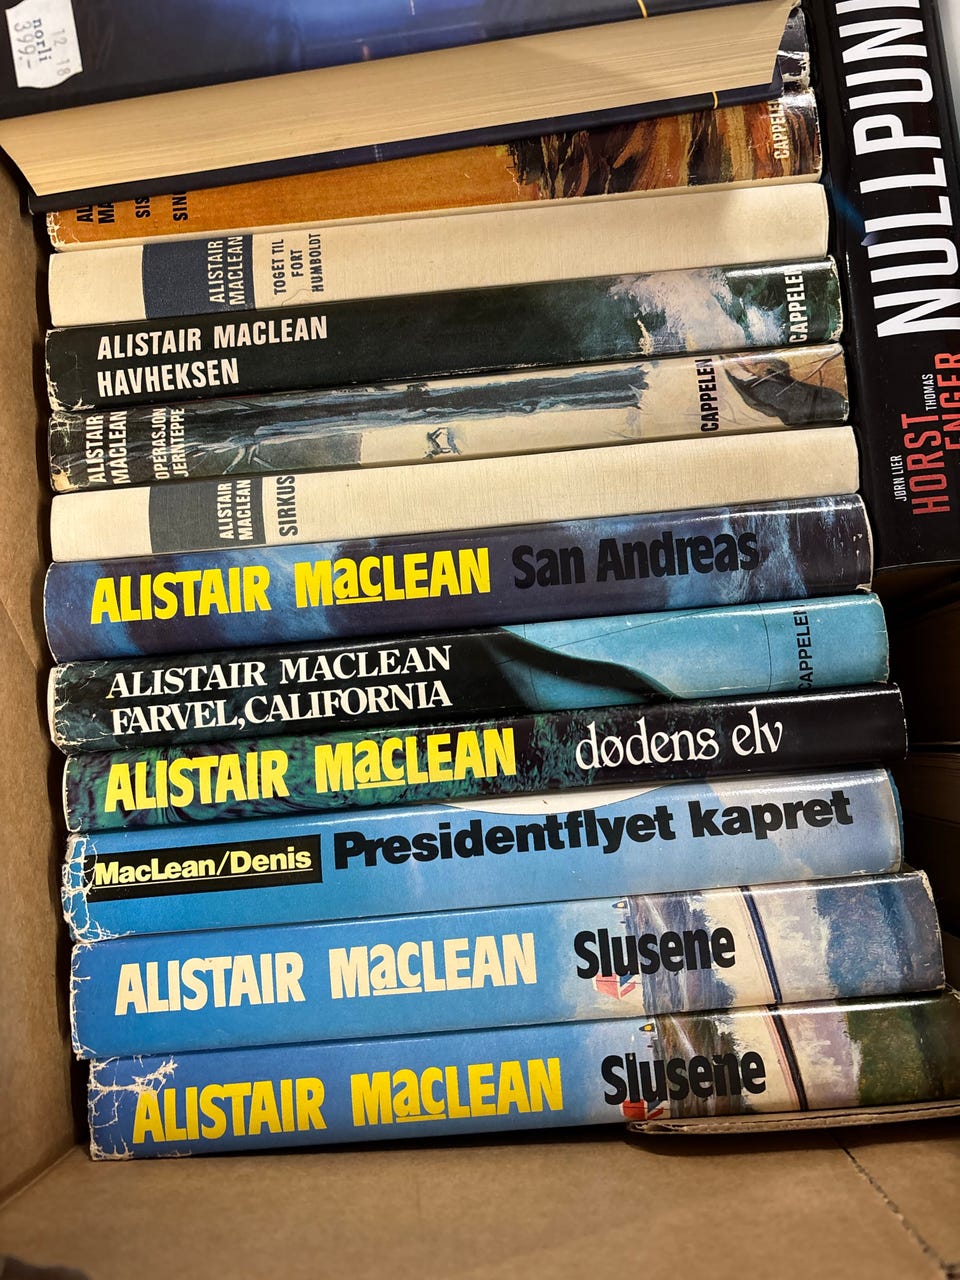 norli
12 18
399.-
CAPPELEN
ALISTAIR
MACLEAN
TOGET TIL
FORT
HUMBOLDT
ALISTAIR MACLEAN
HAVHEKSEN
CAPPELEN
ALISTAIR
MACLEAN
OPERASJON
JERNTEPPE
CAPPELEN
ALISTAIR
MACLEAN
SIRKUS
ALISTAIR MacLEAN San Andreas
ALISTAIR MACLEAN
FARVEL, CALIFORNIA
CAPPELEN
ALISTAIR MacLEAN dødens elv
MacLean/Denis Presidentflyet kapret
ALISTAIR MacLEAN Slusene
ALISTAIR MacLEAN Slusene
NULLPUN
JØRN LIER
HORST
THOMAS
ENGER